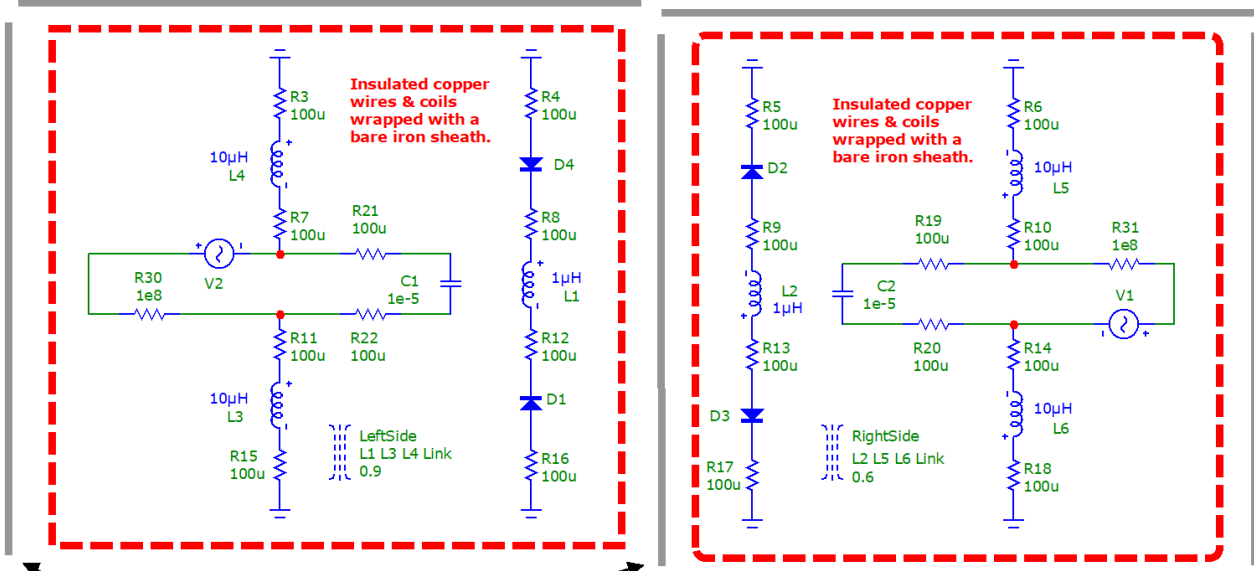 R3
100u
Insulated copper
wires & coils
wrapped with a
bare iron sheath.
R4
100u
10µH
L4
D4
R7
100u
R21
100u
R8
100u
+ -
V2
R30
1e8
C1
1e-5
1µH
L1
R11
100u
R22
100u
R12
100u
10µH
L3
D1
R15
100u
LeftSide
L1 L3 L4 Link
0.9
R16
100u
R5
100u
Insulated copper
wires & coils
wrapped with a
bare iron sheath.
R6
100u
D2
10µH
L5
R9
100u
R19
100u
R10
100u
R31
1e8
L2
1µH
C2
1e-5
V1
- +
R13
100u
R20
100u
R14
100u
D3
10µH
L6
R17
100u
RightSide
L2 L5 L6 Link
0.6
R18
100u